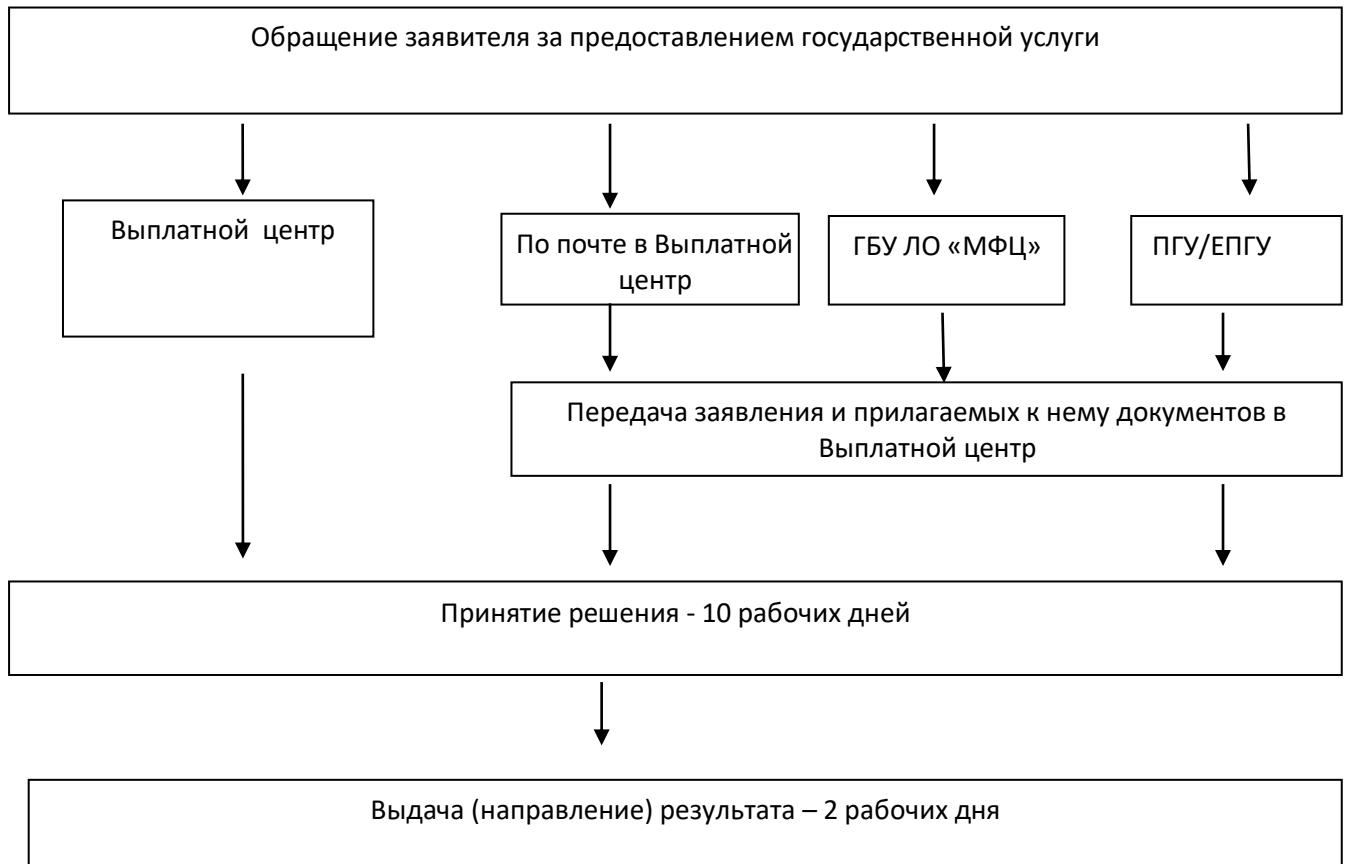 Обращение заявителя за предоставлением государственной услуги
Выплатной центр
По почте в Выплатной
центр
ГБУ ЛО «МФЦ»
ПГУ/ЕПГУ
Передача заявления и прилагаемых к нему документов в
Выплатной центр
Принятие решения - 10 рабочих дней
Выдача (направление) результата – 2 рабочих дня